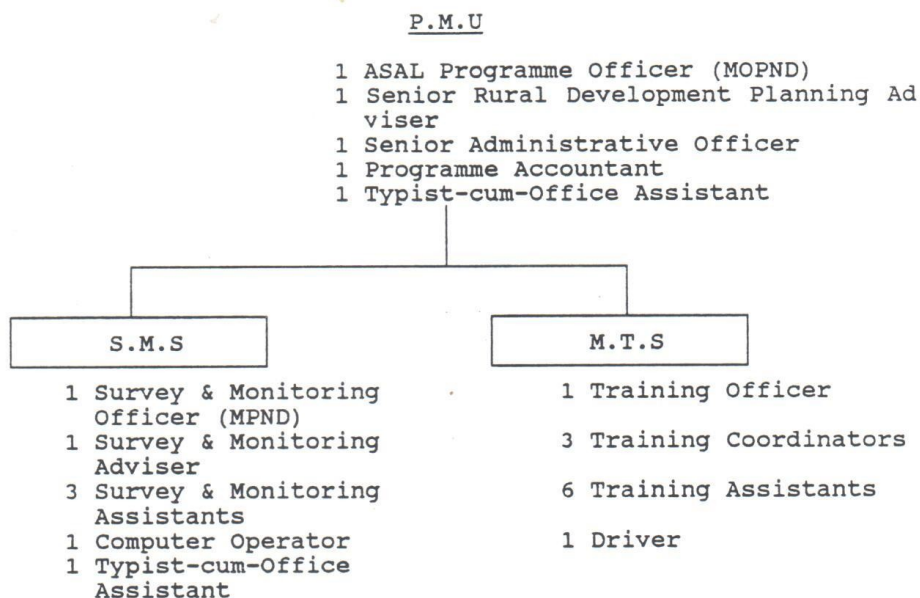 P.M.U
1 ASAL Programme Officer (MOPND)
1 Senior Rural Development Planning Ad
viser
1 Senior Administrative Officer
1 Programme Accountant
1 Typist-cum-Office Assistant
S.M.S
1 Survey & Monitoring
Officer (MPND)
1 Survey & Monitoring
Adviser
3 Survey & Monitoring
Assistants
1 Computer Operator
1 Typist-cum-Office
Assistant
M.T.S
1 Training Officer
3 Training Coordinators
6 Training Assistants
1 Driver